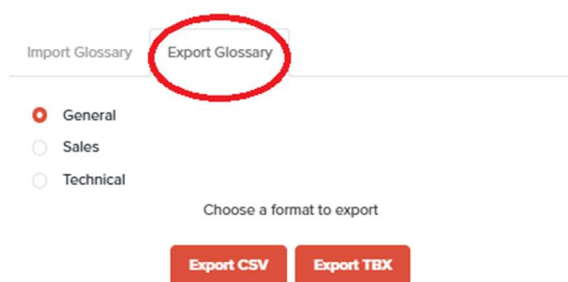 Import Glossary Export Glossary
General
Sales
Technical
Choose a format to export
Export CSV Export TBX